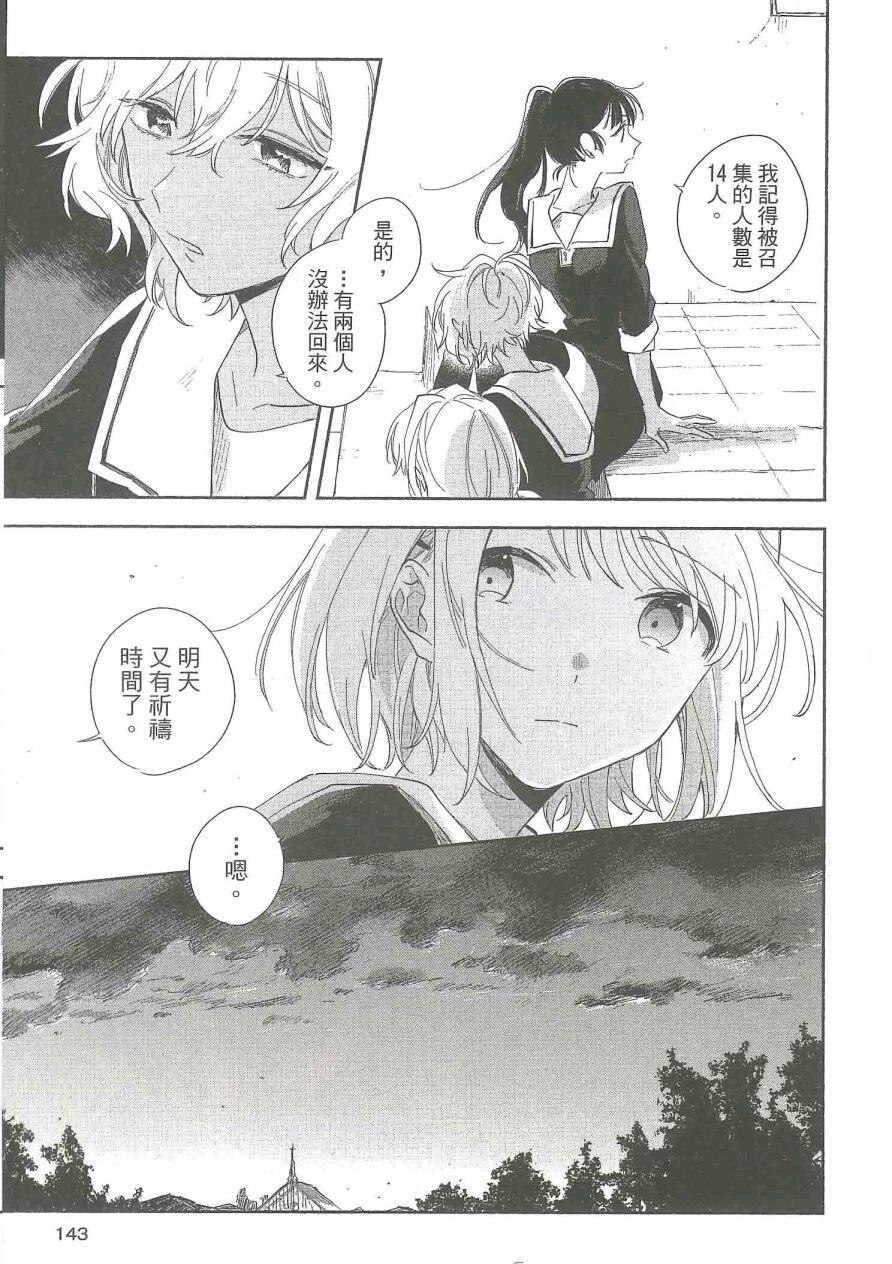 我記得被召
集的人數是
14人。
是的，
…有兩個人
沒辦法回來。
明天
又有祈禱
時間了。
…嗯。
143